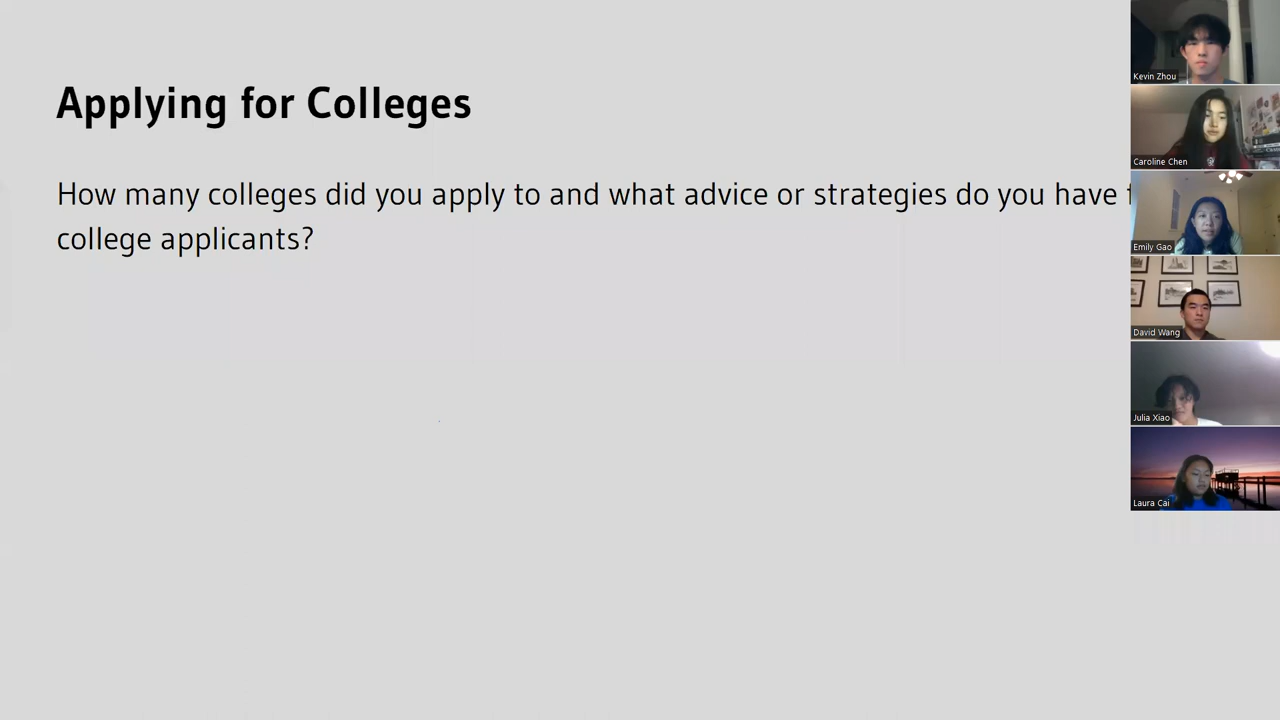 Applying for Colleges
How many colleges did you apply to and what advice or strategies do you have
college applicants?
Kevin Zhou
Caroline Chen
Emily Gao
David Wang
Julia Xiao
Laura Cai